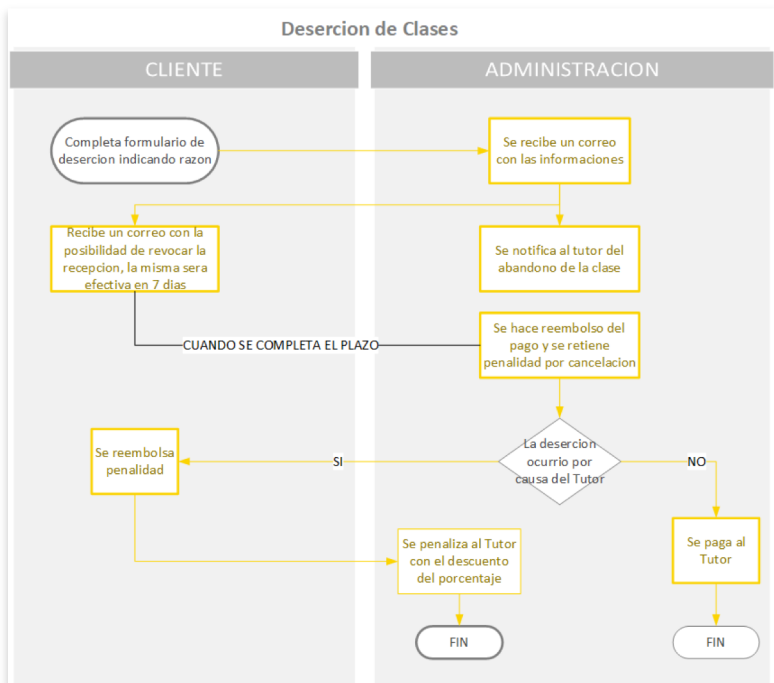 Desercion de Clases
CLIENTE
ADMINISTRACION
Completa formulario de
desercion indicando razon
Se recibe un correo
con las informaciones
Recibe un correo con la
posibilidad de revocar la
recepcion, la misma sera
efectiva en 7 dias
Se notifica al tutor del
abandono de la clase
CUANDO SE COMPLETA EL PLAZO
Se hace reembolso del
pago y se retiene
penalidad por cancelacion
La desercion
ocurrio por
causa del Tutor
SI
NO
Se reembolsa
penalidad
Se paga al
Tutor
Se penaliza al Tutor
con el descuento
del porcentaje
FIN
FIN